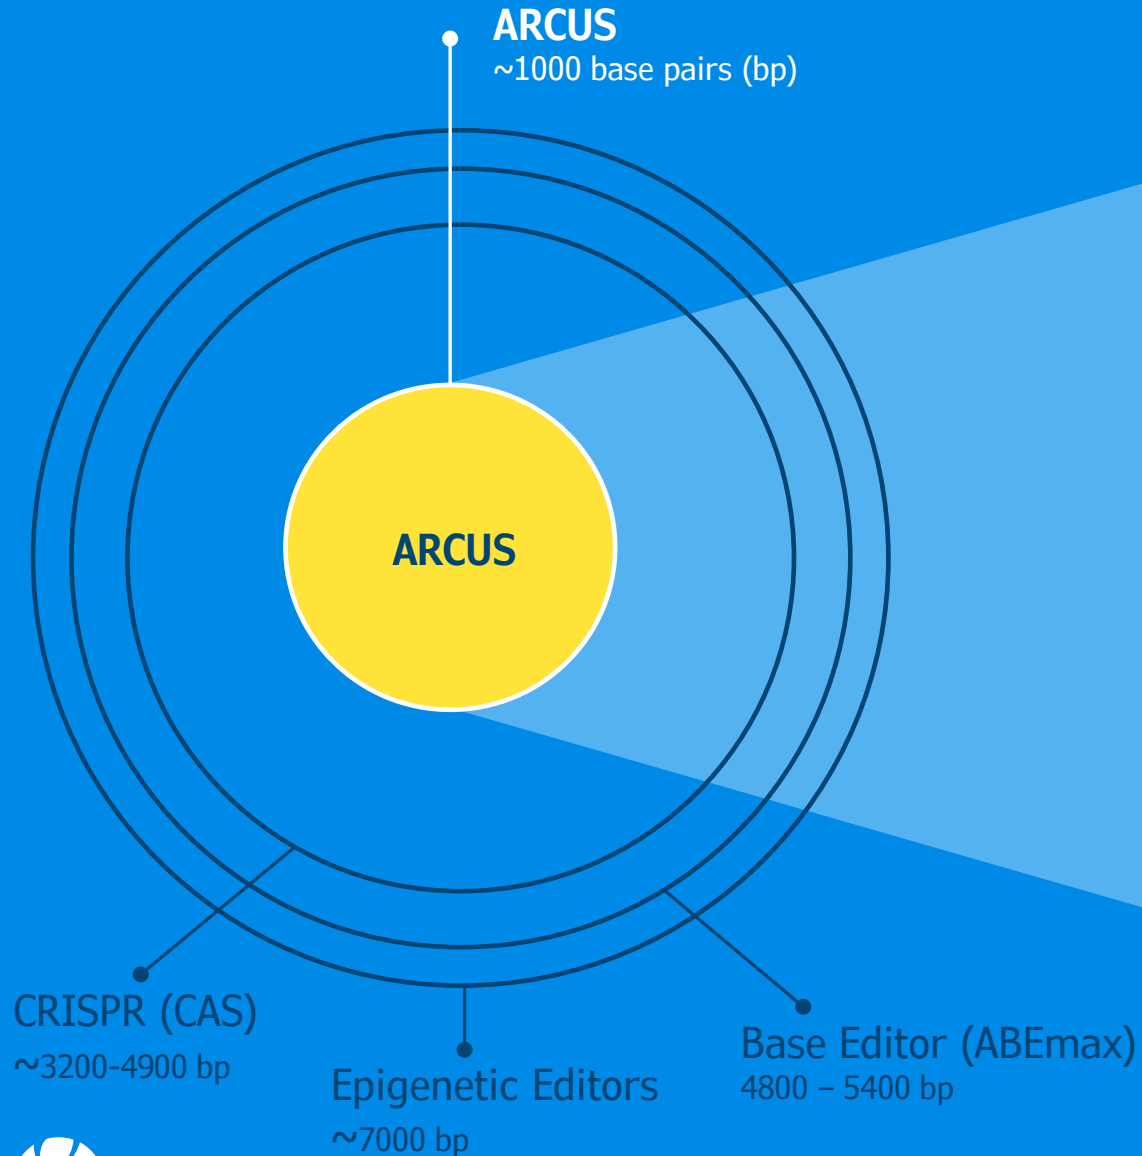 ARCUS
~1000 base pairs (bp)
ARCUS
CRISPR (CAS)
~3200-4900 bp
Base Editor (ABEmax)
4800 – 5400 bp
Epigenetic Editors
~7000 bp